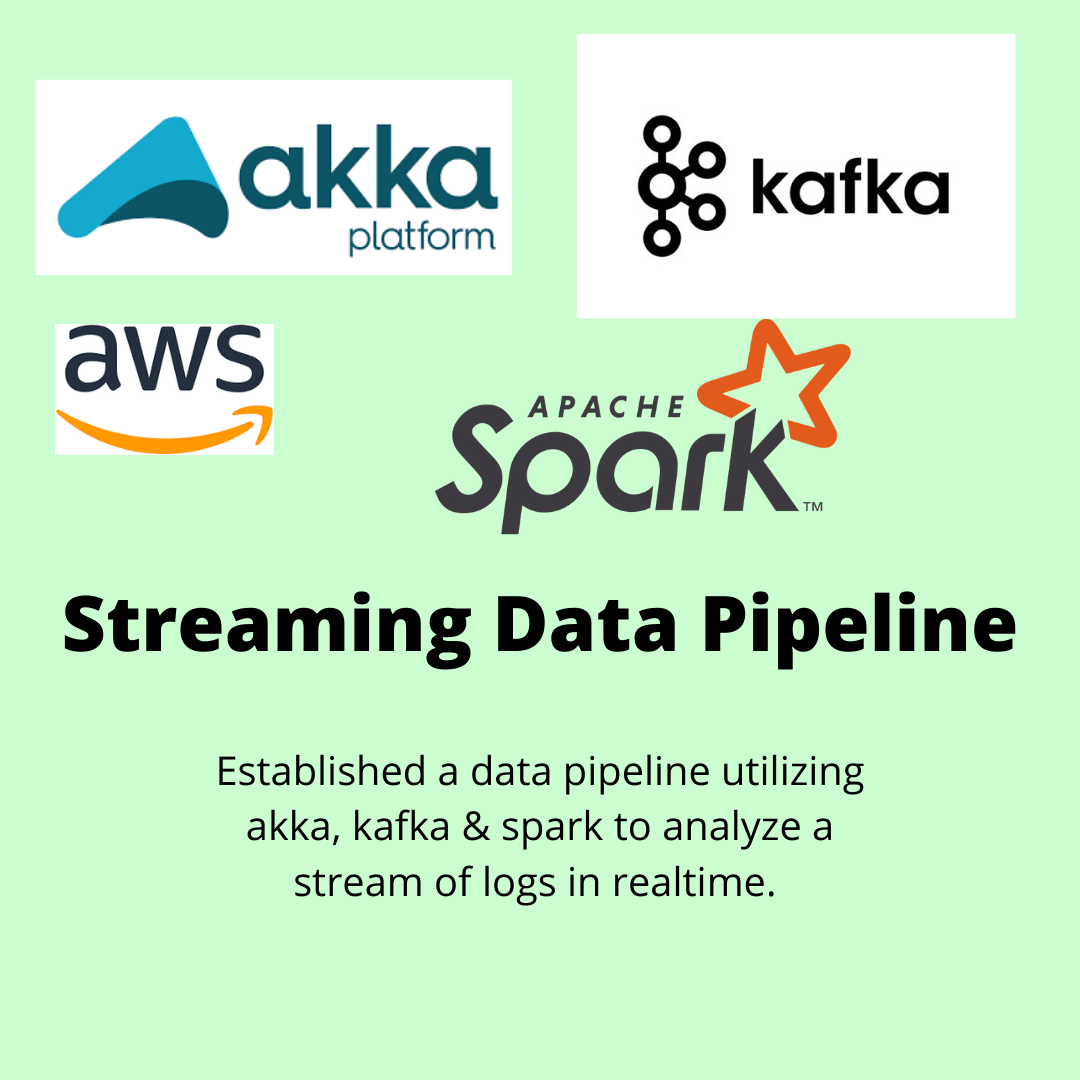 akka
platform
kafka
aws
APACHE
Spark™
Streaming Data Pipeline
Established a data pipeline utilizing
akka, kafka & spark to analyze a
stream of logs in realtime.